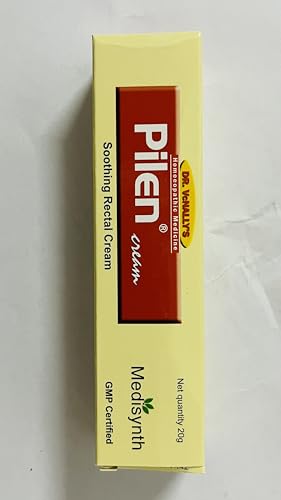 DR. VcNALLY'S
Homoeopathic Medicine
PilEn® cream
Soothing Rectal Cream
Net quantity 20g
Medisynth
GMP Certified